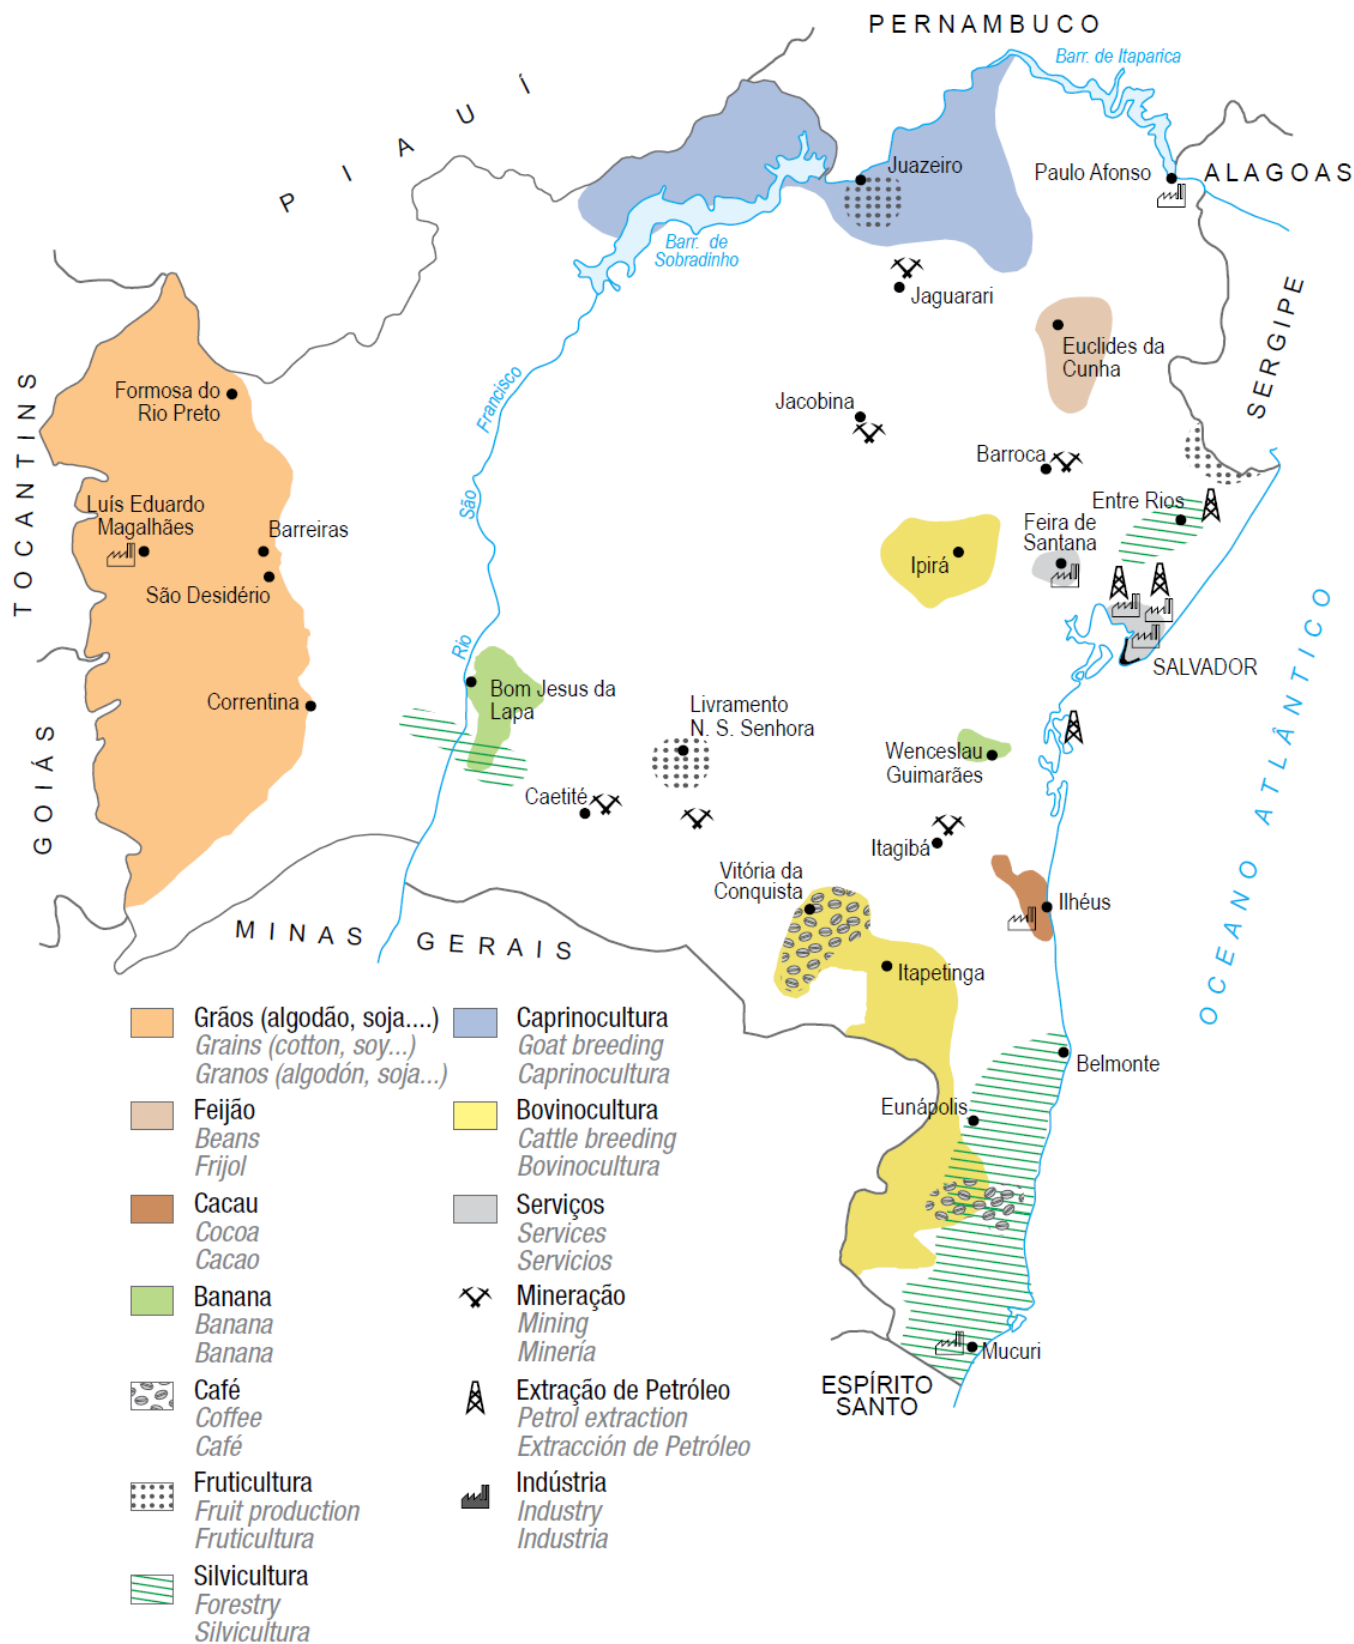 PERNAMBUCO
Barr. de Itaparica
PIAUÍ
Juazeiro
Paulo Afonso
ALAGOAS
Barr. de
Sobradinho
Jaguarari
SERGIPE
Euclides da
Cunha
Formosa do
Rio Preto
TOCANTINS
Rio São Francisco
Jacobina
Barroca
Luís Eduardo
Magalhães
Barreiras
São Desidério
Entre Rios
Feira de
Santana
Ipirá
SALVADOR
OCEANO ATLÂNTICO
GOIÁS
Correntina
Bom Jesus da
Lapa
Livramento
N. S. Senhora
Wenceslau
Guimarães
Caetité
Itagibá
Vitória da
Conquista
Ilhéus
MINAS GERAIS
Itapetinga
Belmonte
Eunápolis
Mucuri
ESPÍRITO
SANTO
Grãos (algodão, soja....)
Grains (cotton, soy...)
Granos (algodón, soja...)
Feijão
Beans
Frijol
Cacau
Cocoa
Cacao
Banana
Banana
Banana
Café
Coffee
Café
Fruticultura
Fruit production
Fruticultura
Silvicultura
Forestry
Silvicultura
Caprinocultura
Goat breeding
Caprinocultura
Bovinocultura
Cattle breeding
Bovinocultura
Serviços
Services
Servicios
Mineração
Mining
Minería
Extração de Petróleo
Petrol extraction
Extracción de Petróleo
Indústria
Industry
Industria